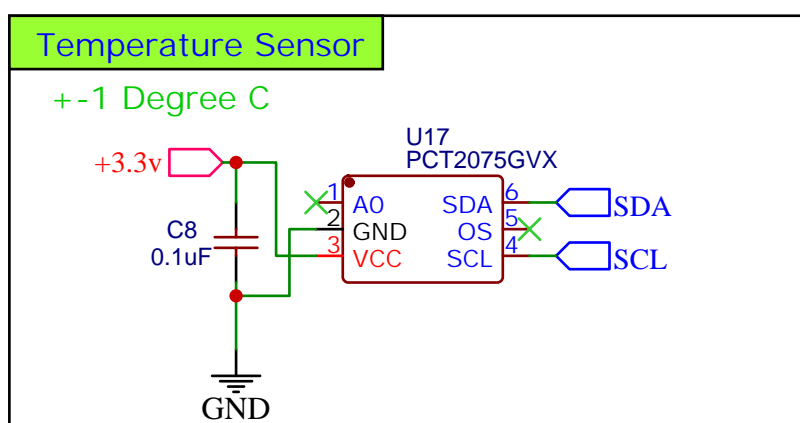 Temperature Sensor
+-1 Degree C
U17
PCT2075GVX
+3.3v
C8
0.1uF
1 A0 SDA 6
2 GND OS 5
3 VCC SCL 4
SDA
SCL
GND